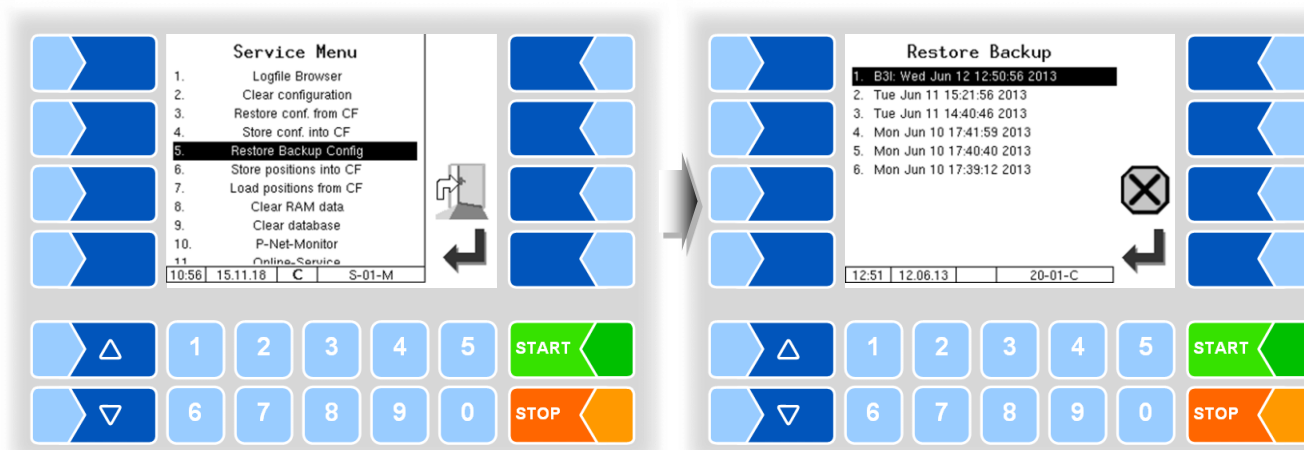 Service Menu
1. Logfile Browser
2. Clear configuration
3. Restore conf. from CF
4. Store conf. into CF
5. Restore Backup Config
6. Store positions into CF
7. Load positions from CF
8. Clear RAM data
9. Clear database
10. P-Net-Monitor
11. Online-Service
10:56 15.11.18 C S-01-M
1 2 3 4 5 START
6 7 8 9 0 STOP
Restore Backup
1. B3I: Wed Jun 12 12:50:56 2013
2. Tue Jun 11 15:21:56 2013
3. Tue Jun 11 14:40:46 2013
4. Mon Jun 10 17:41:59 2013
5. Mon Jun 10 17:40:40 2013
6. Mon Jun 10 17:39:12 2013
12:51 12.06.13 20-01-C
1 2 3 4 5 START
6 7 8 9 0 STOP